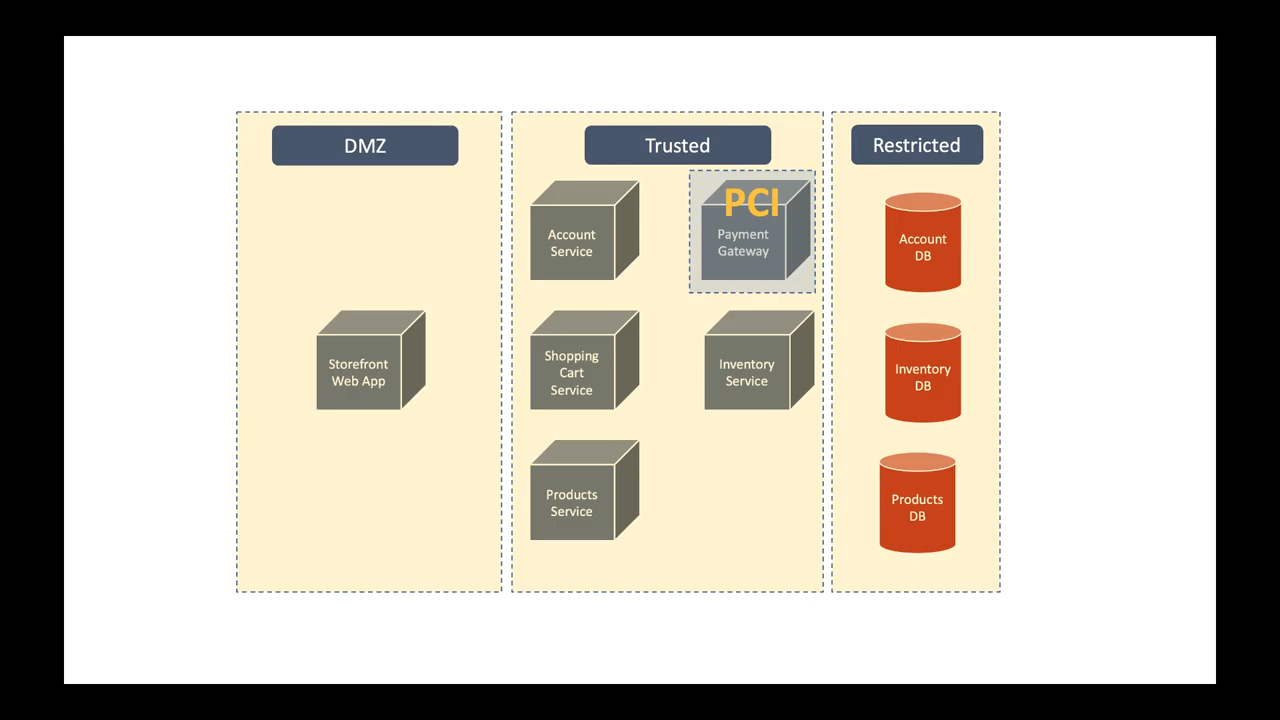 DMZ
Trusted
Restricted
Account
Service
PCI
Payment
Gateway
Account
DB
Storefront
Web App
Shopping
Cart
Service
Inventory
Service
Inventory
DB
Products
Service
Products
DB